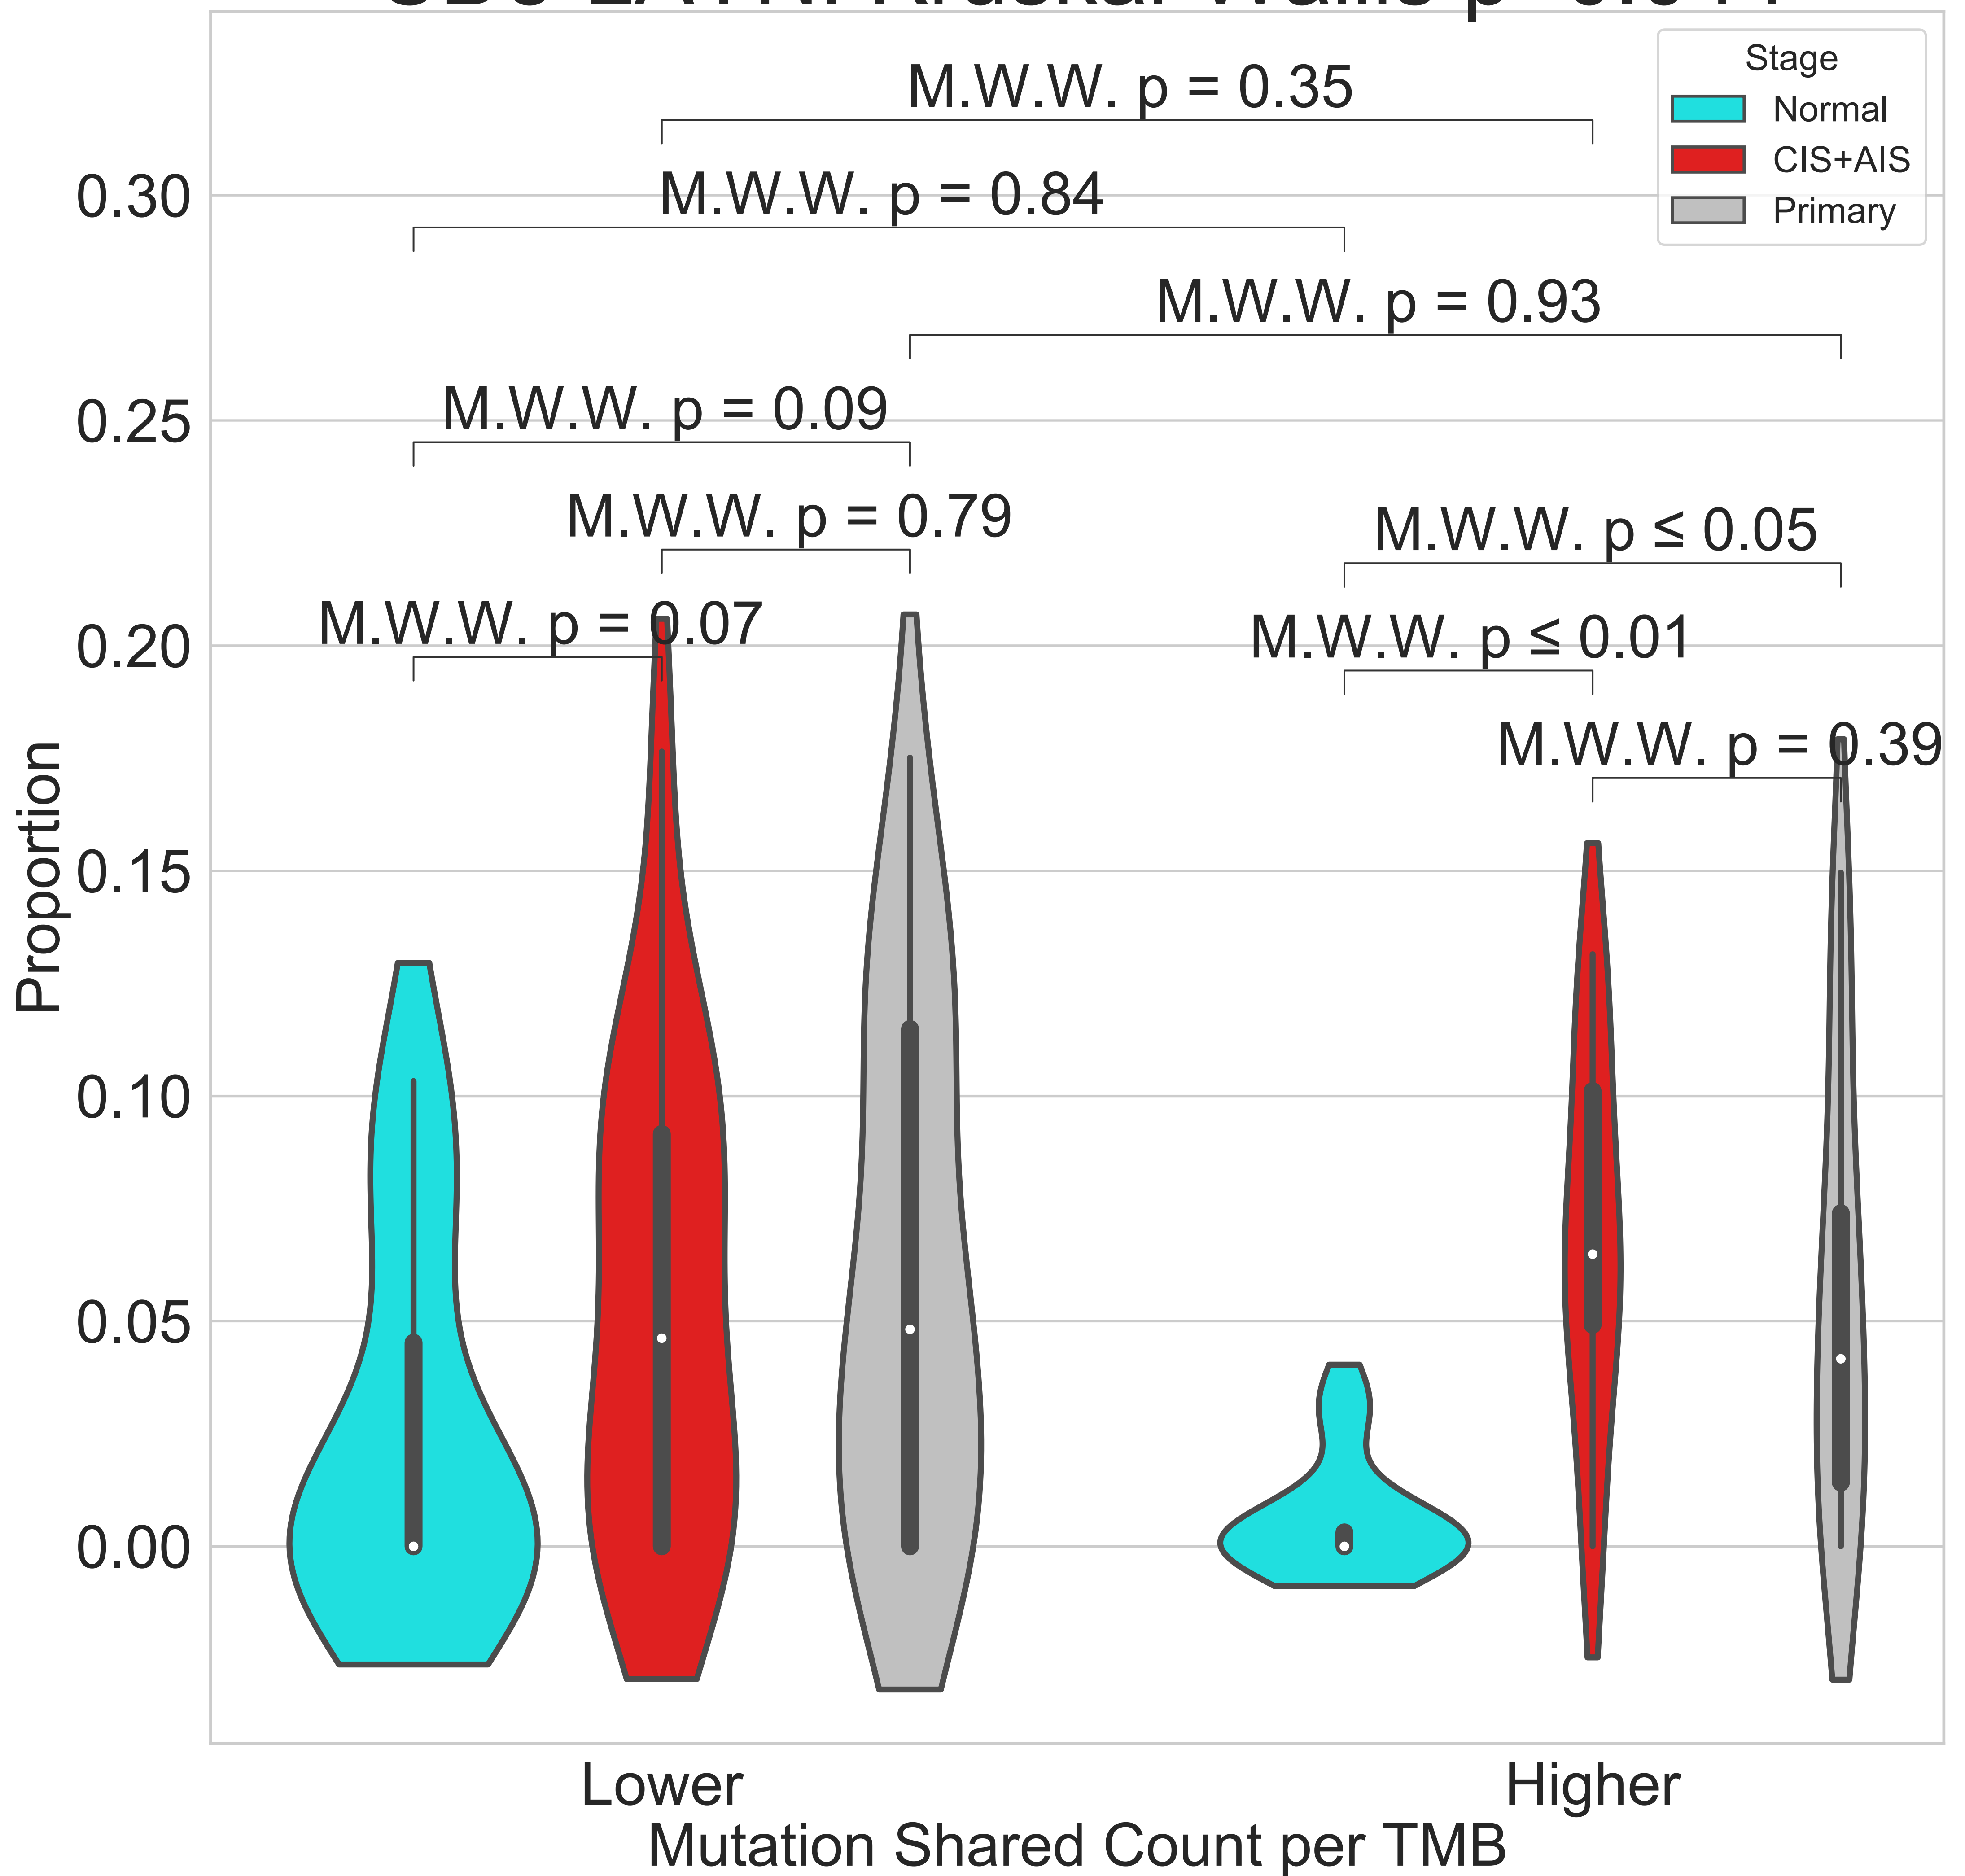 Stage
Normal
CIS+AIS
Primary
M.W.W. p = 0.35
M.W.W. p = 0.84
M.W.W. p = 0.93
M.W.W. p = 0.09
M.W.W. p = 0.79
M.W.W. p ≤ 0.05
M.W.W. p = 0.07
M.W.W. p ≤ 0.01
M.W.W. p = 0.39
0.30
0.25
0.20
0.15
0.10
0.05
0.00
Proportion
Lower
Higher
Mutation Shared Count per TMB